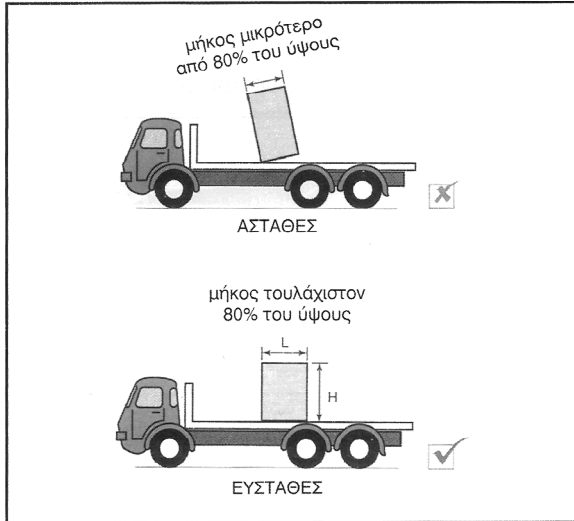 μήκος μικρότερο
από 80% του ύψους
ΑΣΤΑΘΕΣ
μήκος τουλάχιστον
80% του ύψους
L
H
ΕΥΣΤΑΘΕΣ